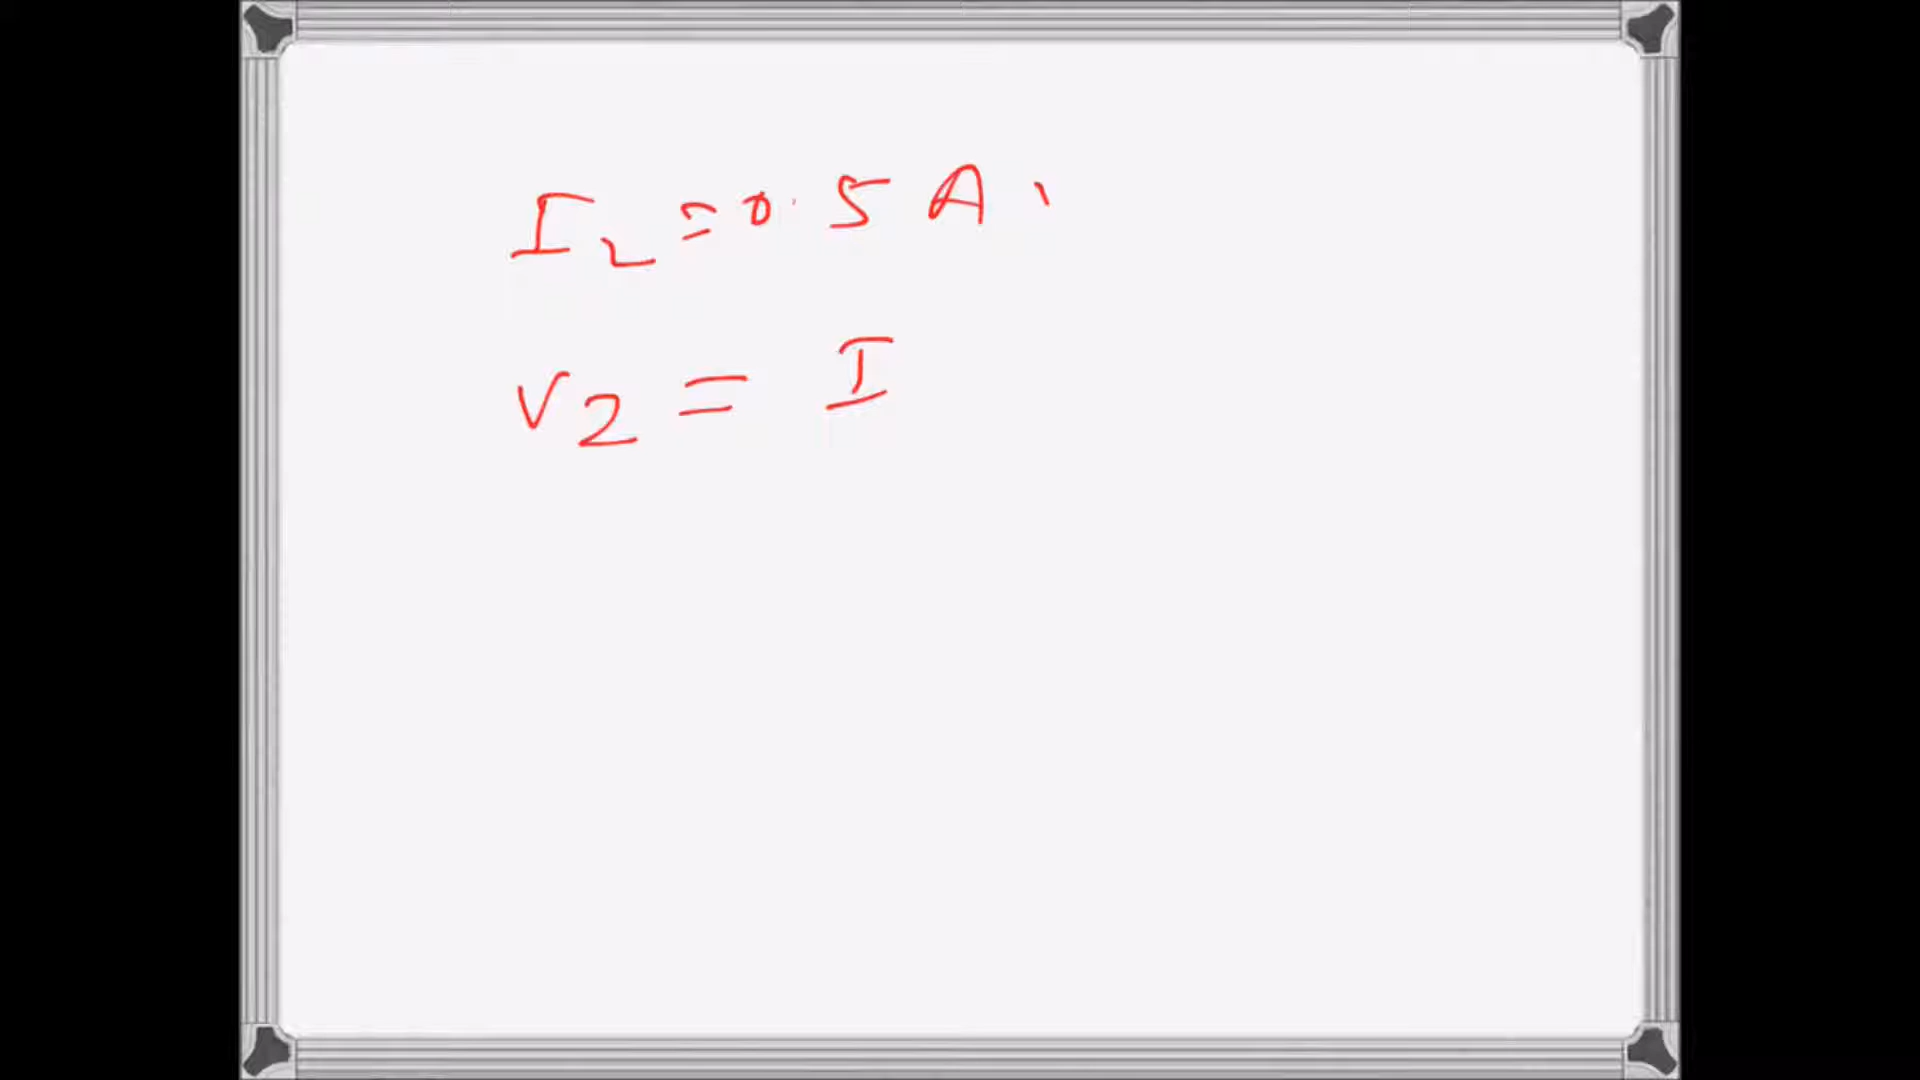 I2 = 0.5 A.
V2 = I